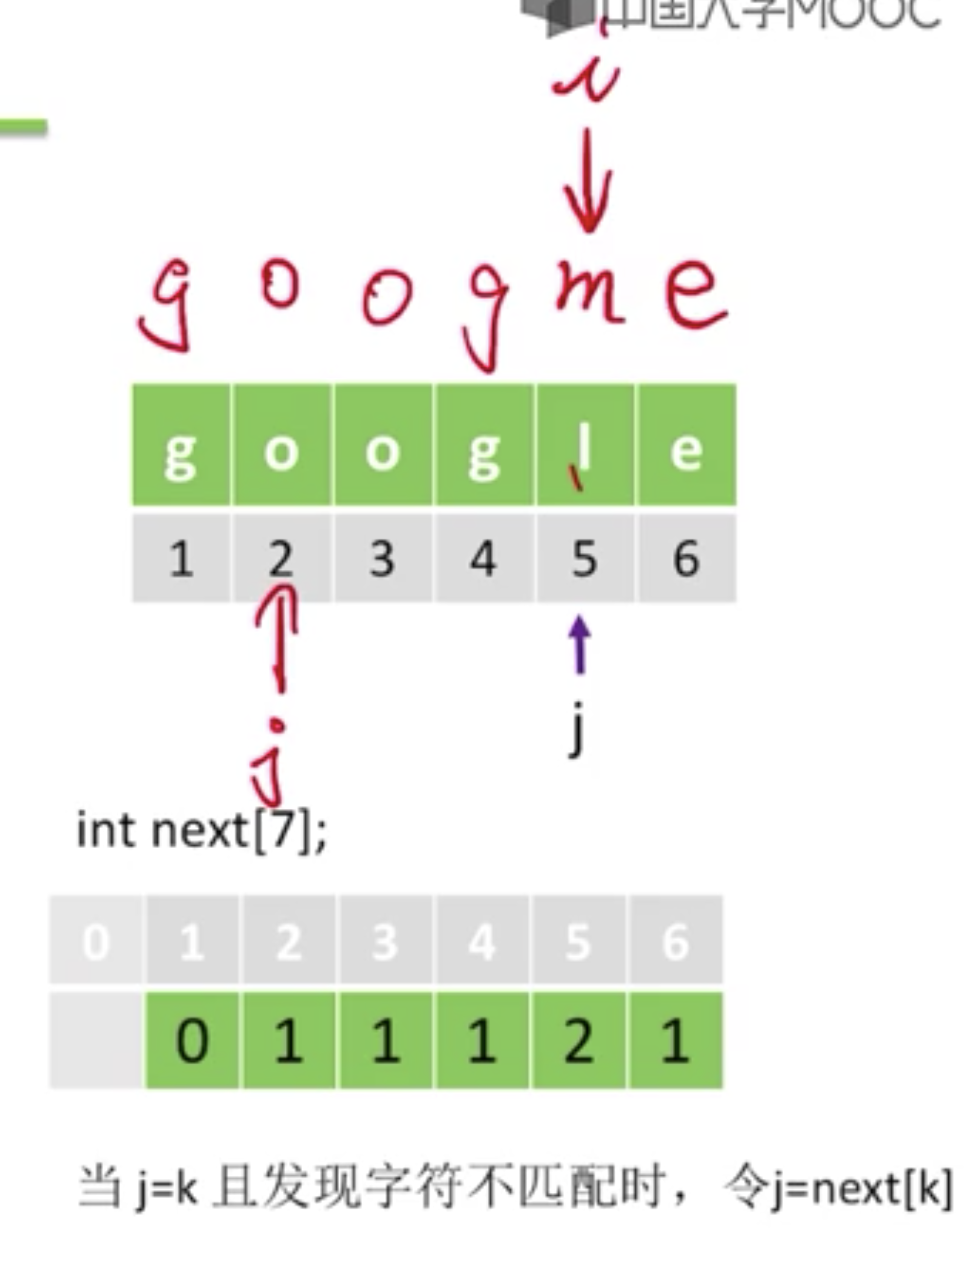 中国大学MOOC
i
g o o g m e
g o o g l e
1 2 3 4 5 6
j j
int next[7];
0 1 2 3 4 5 6
0 1 1 1 2 1
当 j=k 且发现字符不匹配时，令j=next[k]